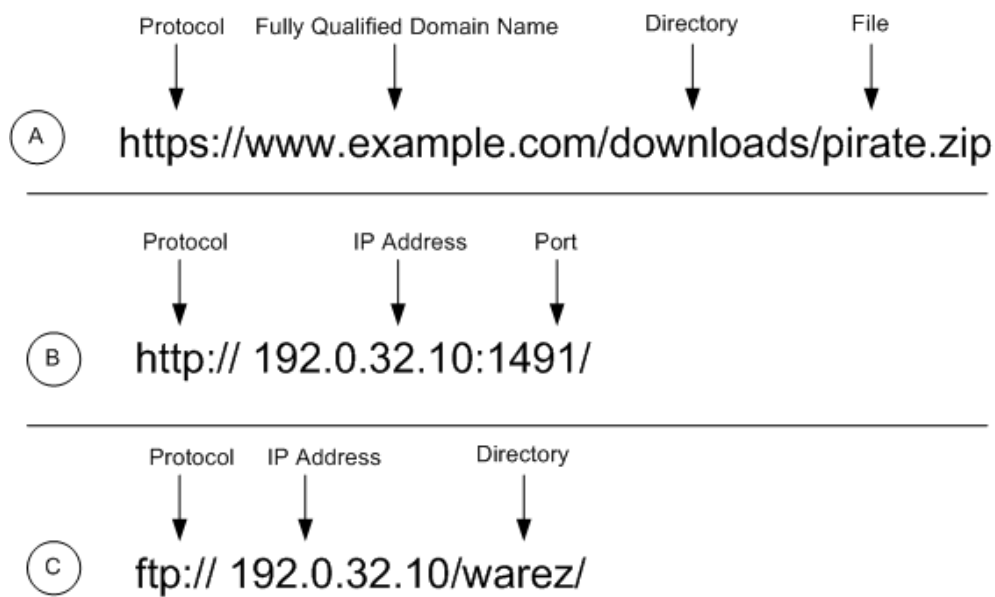 Protocol Fully Qualified Domain Name Directory File
A https://www.example.com/downloads/pirate.zip
Protocol IP Address Port
B http:// 192.0.32.10:1491/
Protocol IP Address Directory
C ftp:// 192.0.32.10/warez/